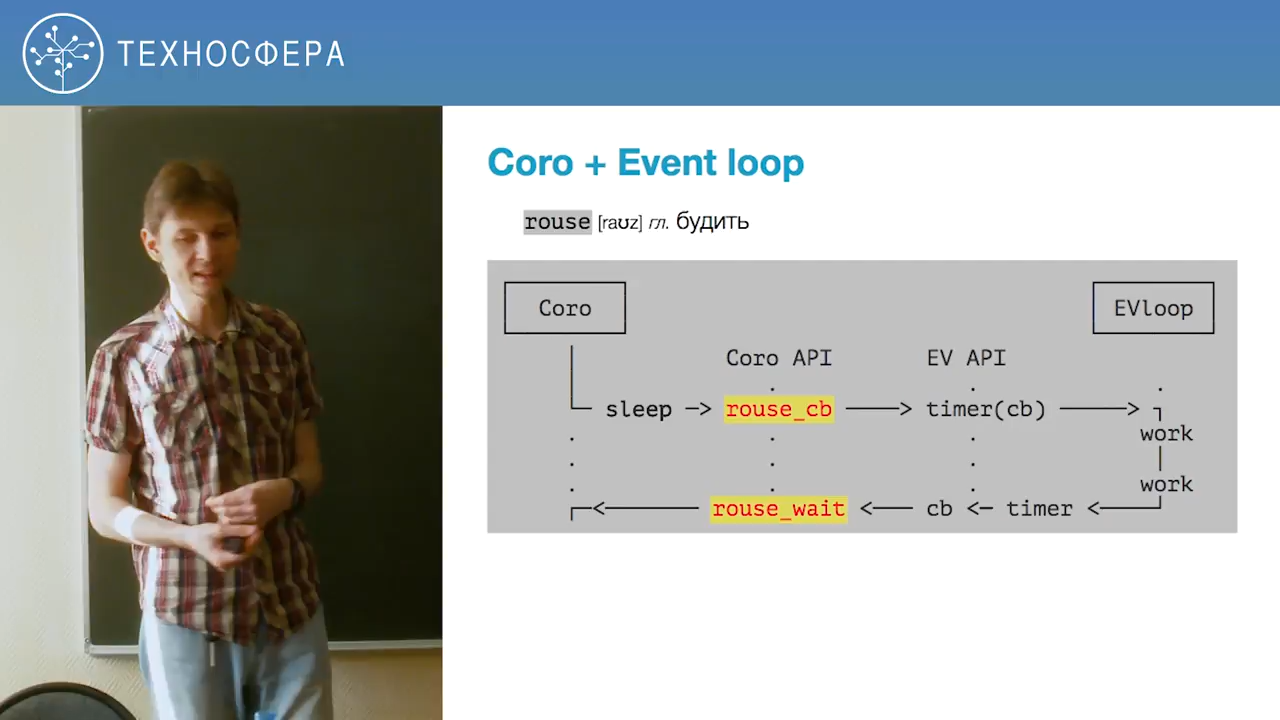 ТЕХНОСФЕРА
Coro + Event loop
rouse [raʊz] гл. будить
Coro
EVloop
Coro API
EV API
sleep
rouse_cb
timer(cb)
work
work
rouse_wait
cb
timer